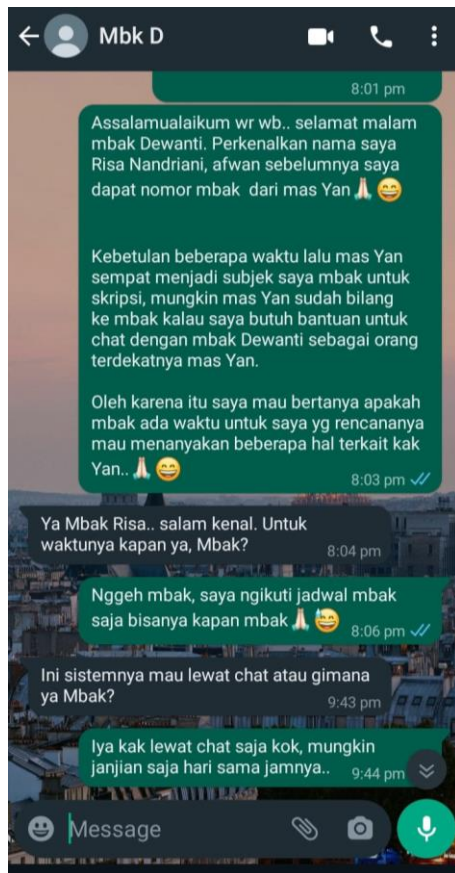 Mbk D
8:01 pm
Assalamualaikum wr wb.. selamat malam
mbak Dewanti. Perkenalkan nama saya
Risa Nandriani, afwan sebelumnya saya
dapat nomor mbak dari mas Yan🙏🏻😄
Kebetulan beberapa waktu lalu mas Yan
sempat menjadi subjek saya mbak untuk
skripsi, mungkin mas Yan sudah bilang
ke mbak kalau saya butuh bantuan untuk
chat dengan mbak Dewanti sebagai orang
terdekatnya mas Yan.
Oleh karena itu saya mau bertanya apakah
mbak ada waktu untuk saya yg rencananya
mau menanyakan beberapa hal terkait kak
Yan..🙏🏻😄
8:03 pm
Ya Mbak Risa.. salam kenal. Untuk
waktunya kapan ya, Mbak?
8:04 pm
Nggeh mbak, saya ngikuti jadwal mbak
saja bisanya kapan mbak🙏🏻😅
8:06 pm
Ini sistemnya mau lewat chat atau gimana
ya Mbak?
9:43 pm
Iya kak lewat chat saja kok, mungkin
janjian saja hari sama jamnya..
9:44 pm
Message